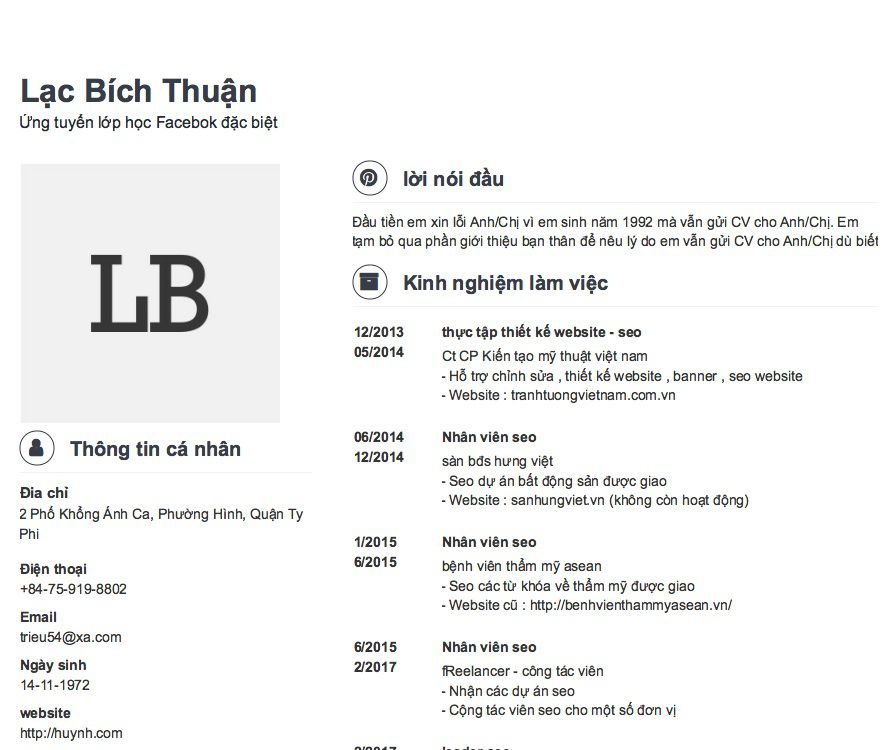 Lạc Bích Thuận
Ứng tuyển lớp học Facebok đặc biệt
LB
Thông tin cá nhân
Đia chỉ
2 Phố Khổng Ánh Ca, Phường Hình, Quận Ty
Phi
Điện thoại
+84-75-919-8802
Email
trieu54@xa.com
Ngày sinh
14-11-1972
website
http://huynh.com
lời nói đầu
Đầu tiền em xin lỗi Anh/Chị vì em sinh năm 1992 mà vẫn gửi CV cho Anh/Chị. Em
tạm bỏ qua phần giới thiệu bạn thân để nêu lý do em vẫn gửi CV cho Anh/Chị dù biết
Kinh nghiệm làm việc
12/2013 thực tập thiết kế website - seo
05/2014
Ct CP Kiến tạo mỹ thuật việt nam
- Hỗ trợ chỉnh sửa , thiết kế website , banner , seo website
- Website : tranhtuongvietnam.com.vn
06/2014 Nhân viên seo
12/2014
sàn bđs hưng việt
- Seo dự án bất động sản được giao
- Website : sanhungviet.vn (không còn hoạt động)
1/2015 Nhân viên seo
6/2015
bệnh viên thẩm mỹ asean
- Seo các từ khóa về thẩm mỹ được giao
- Website cũ : http://benhvienthammyasean.vn/
6/2015 Nhân viên seo
2/2017
fReelancer - công tác viên
- Nhận các dự án seo
- Cộng tác viên seo cho một số đơn vị